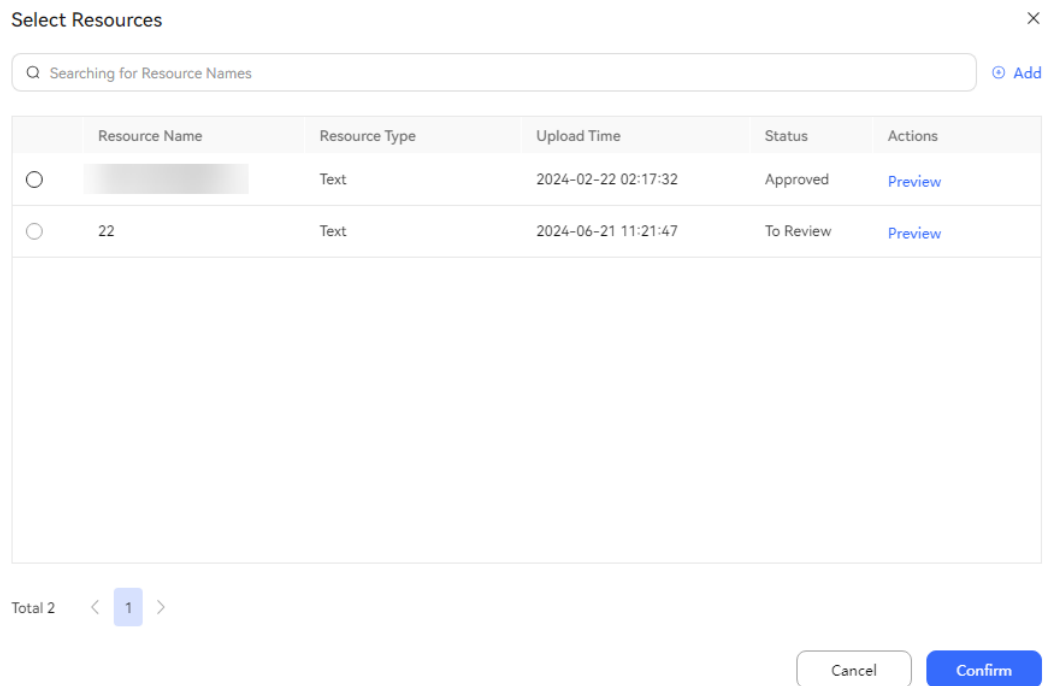 Select Resources
Searching for Resource Names
Add
Resource Name Resource Type Upload Time Status Actions
Text 2024-02-22 02:17:32 Approved Preview
22 Text 2024-06-21 11:21:47 To Review Preview
Total 2 1
Cancel Confirm